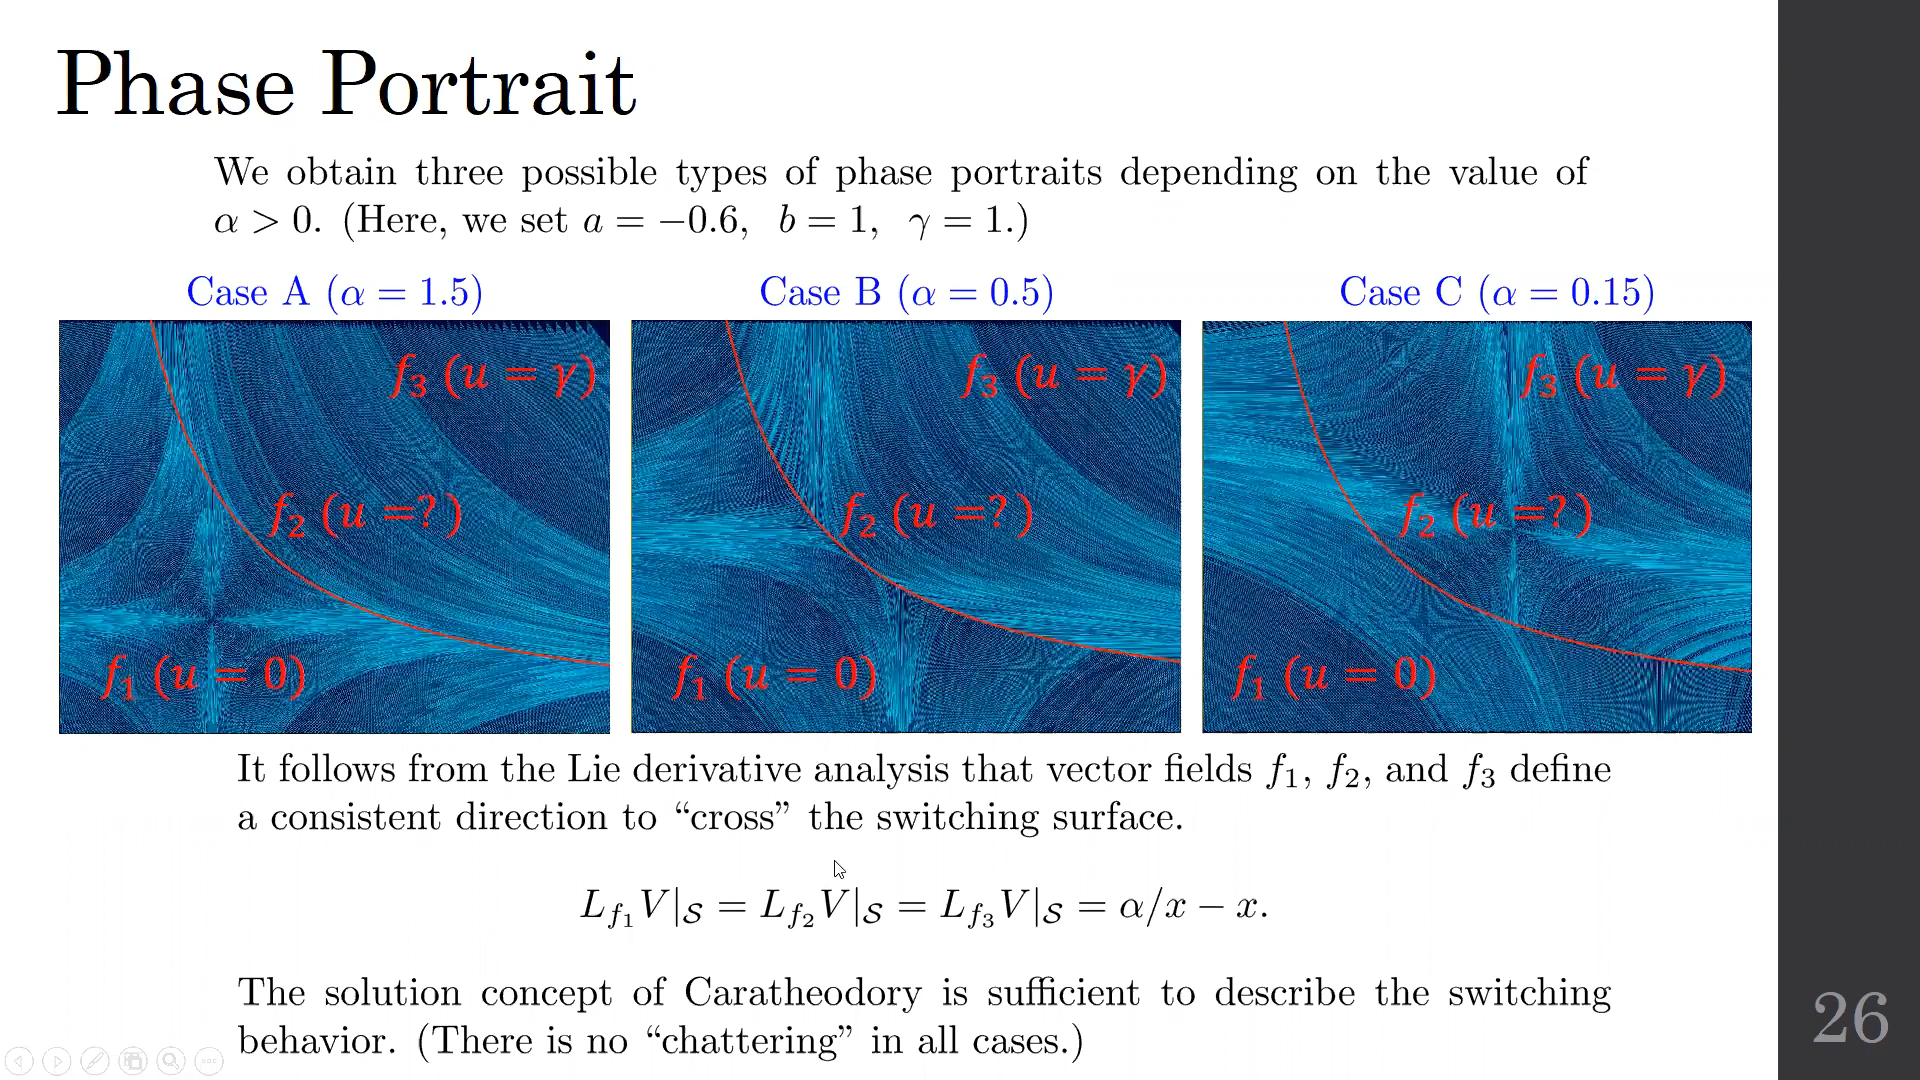 Phase Portrait
We obtain three possible types of phase portraits depending on the value of
α > 0. (Here, we set a = −0.6, b = 1, γ = 1.)
Case A (α = 1.5)
Case B (α = 0.5)
Case C (α = 0.15)
f₃ (u = γ)
f₂ (u =?)
f₁ (u = 0)
f₃ (u = γ)
f₂ (u =?)
f₁ (u = 0)
f₃ (u = γ)
f₂ (u =?)
f₁ (u = 0)
It follows from the Lie derivative analysis that vector fields f₁, f₂, and f₃ define
a consistent direction to “cross” the switching surface.
L_{f₁}V|_𝒮 = L_{f₂}V|_𝒮 = L_{f₃}V|_𝒮 = α/x − x.
The solution concept of Caratheodory is sufficient to describe the switching
behavior. (There is no “chattering” in all cases.)
26